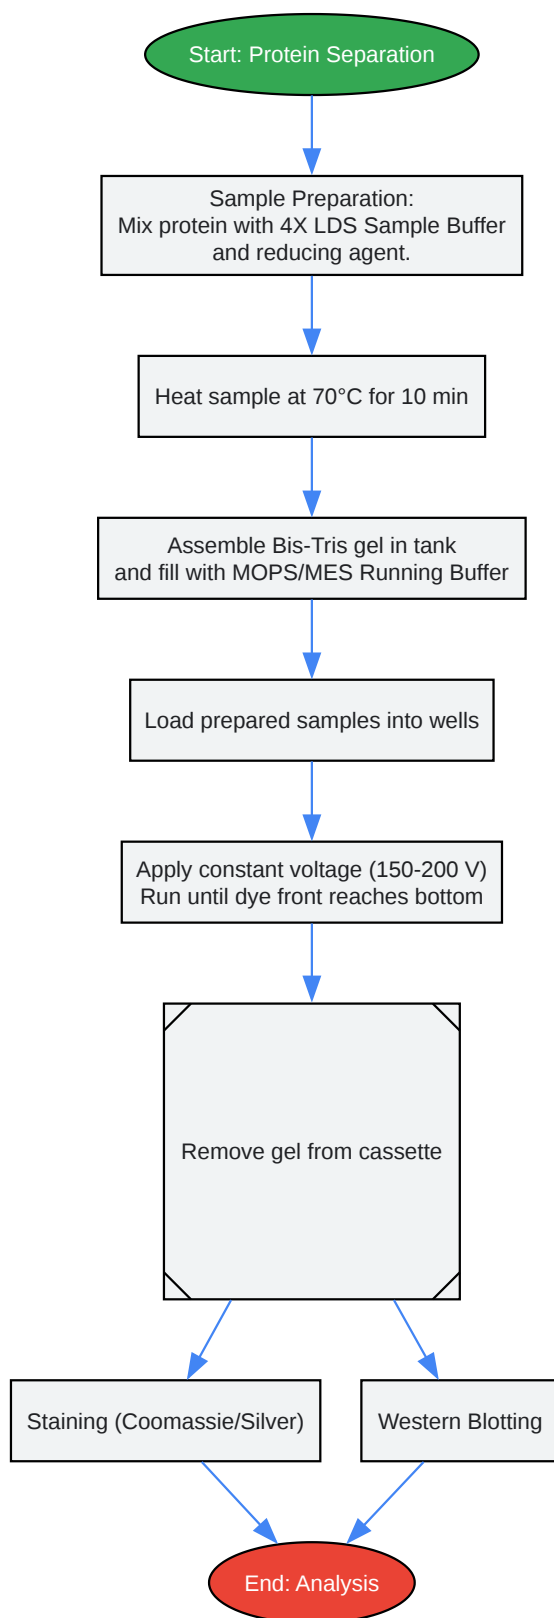 Start: Protein Separation
Sample Preparation:
Mix protein with 4X LDS Sample Buffer
and reducing agent.
Heat sample at 70°C for 10 min
Assemble Bis-Tris gel in tank
and fill with MOPS/MES Running Buffer
Load prepared samples into wells
Apply constant voltage (150-200 V)
Run until dye front reaches bottom
Remove gel from cassette
Staining (Coomassie/Silver)
Western Blotting
End: Analysis